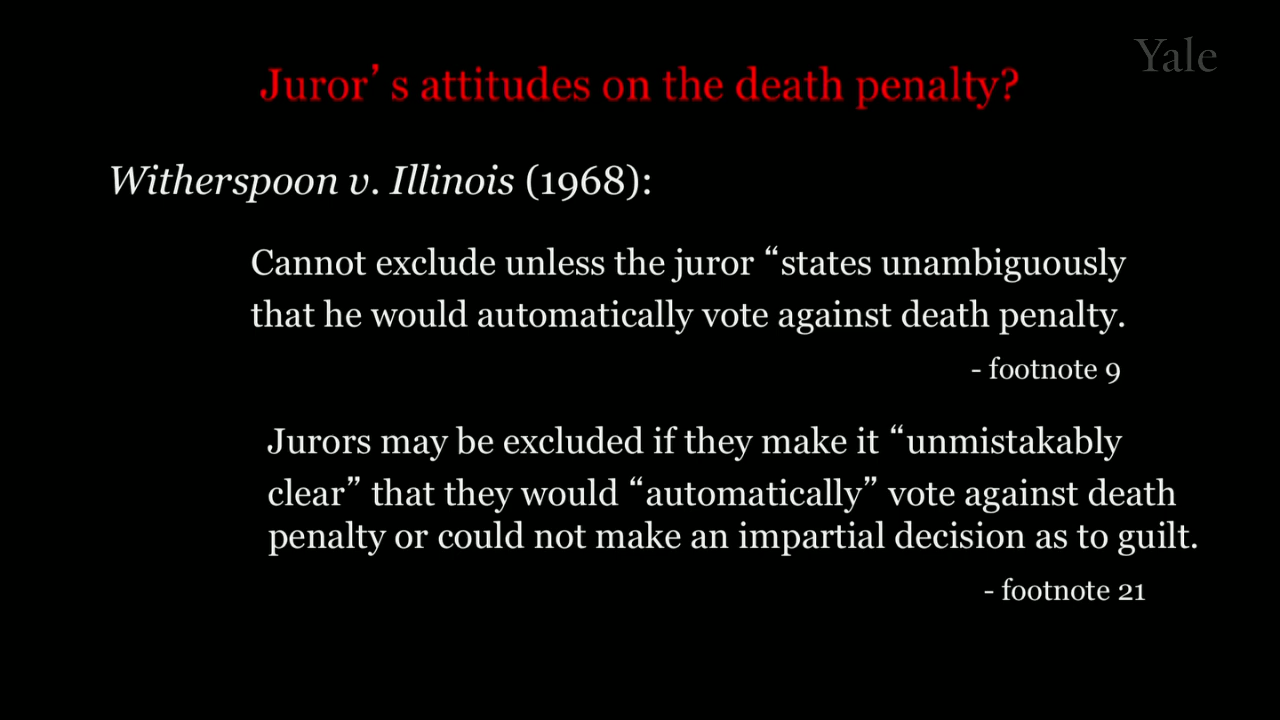 Yale
Juror’s attitudes on the death penalty?
Witherspoon v. Illinois (1968):
Cannot exclude unless the juror “states unambiguously
that he would automatically vote against death penalty.
- footnote 9
Jurors may be excluded if they make it “unmistakably
clear” that they would “automatically” vote against death
penalty or could not make an impartial decision as to guilt.
- footnote 21